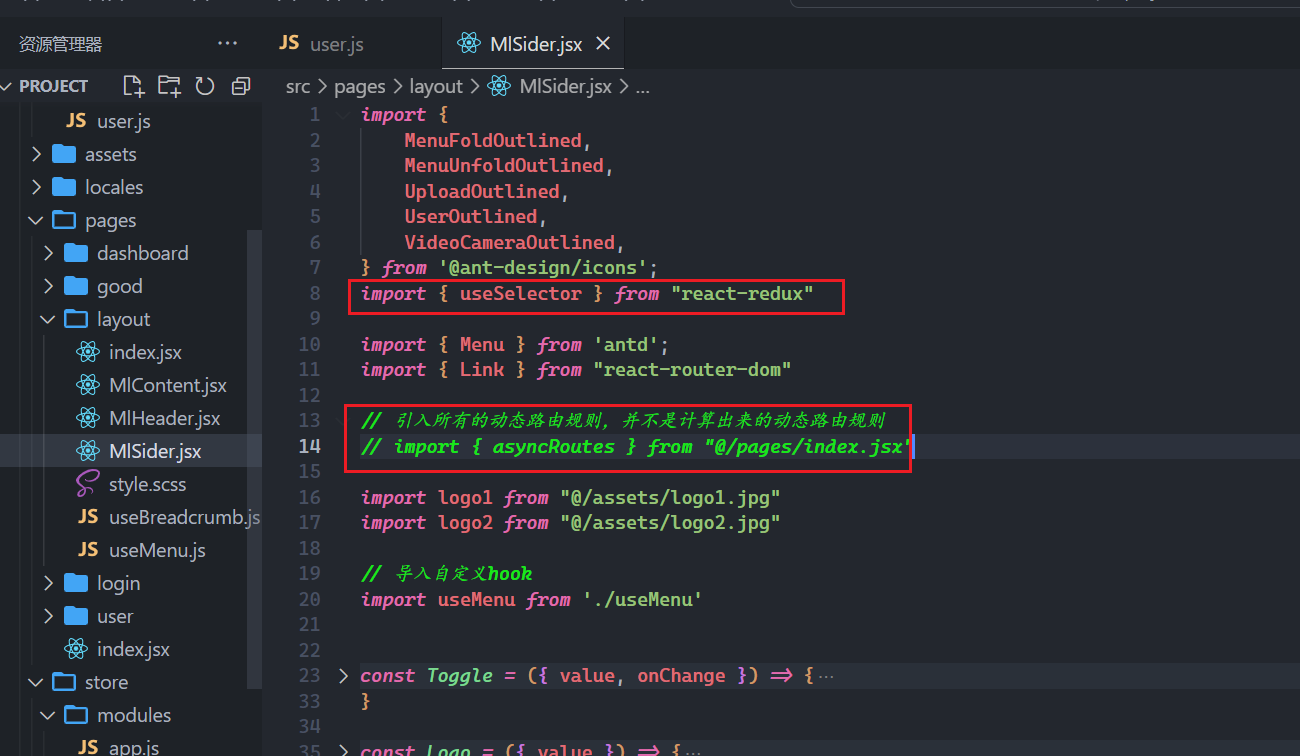 资源管理器 ··· JS user.js MlSider.jsx
PROJECT
src > pages > layout > MlSider.jsx > ...
JS user.js
assets
locales
pages
dashboard
good
layout
index.jsx
MlContent.jsx
MlHeader.jsx
MlSider.jsx
style.scss
JS useBreadcrumb.js
JS useMenu.js
login
user
index.jsx
store
modules
JS app.js
1 import {
2 MenuFoldOutlined,
3 MenuUnfoldOutlined,
4 UploadOutlined,
5 UserOutlined,
6 VideoCameraOutlined,
7 } from '@ant-design/icons';
8 import { useSelector } from "react-redux"
9
10 import { Menu } from 'antd';
11 import { Link } from "react-router-dom"
12
13 // 引入所有的动态路由规则，并不是计算出来的动态路由规则
14 // import { asyncRoutes } from "@/pages/index.jsx"
15
16 import logo1 from "@/assets/logo1.jpg"
17 import logo2 from "@/assets/logo2.jpg"
18
19 // 导入自定义hook
20 import useMenu from './useMenu'
21
22
23 const Toggle = ({ value, onChange }) => { ···
33 }
34
35 const Logo = ({ value }) => { ···